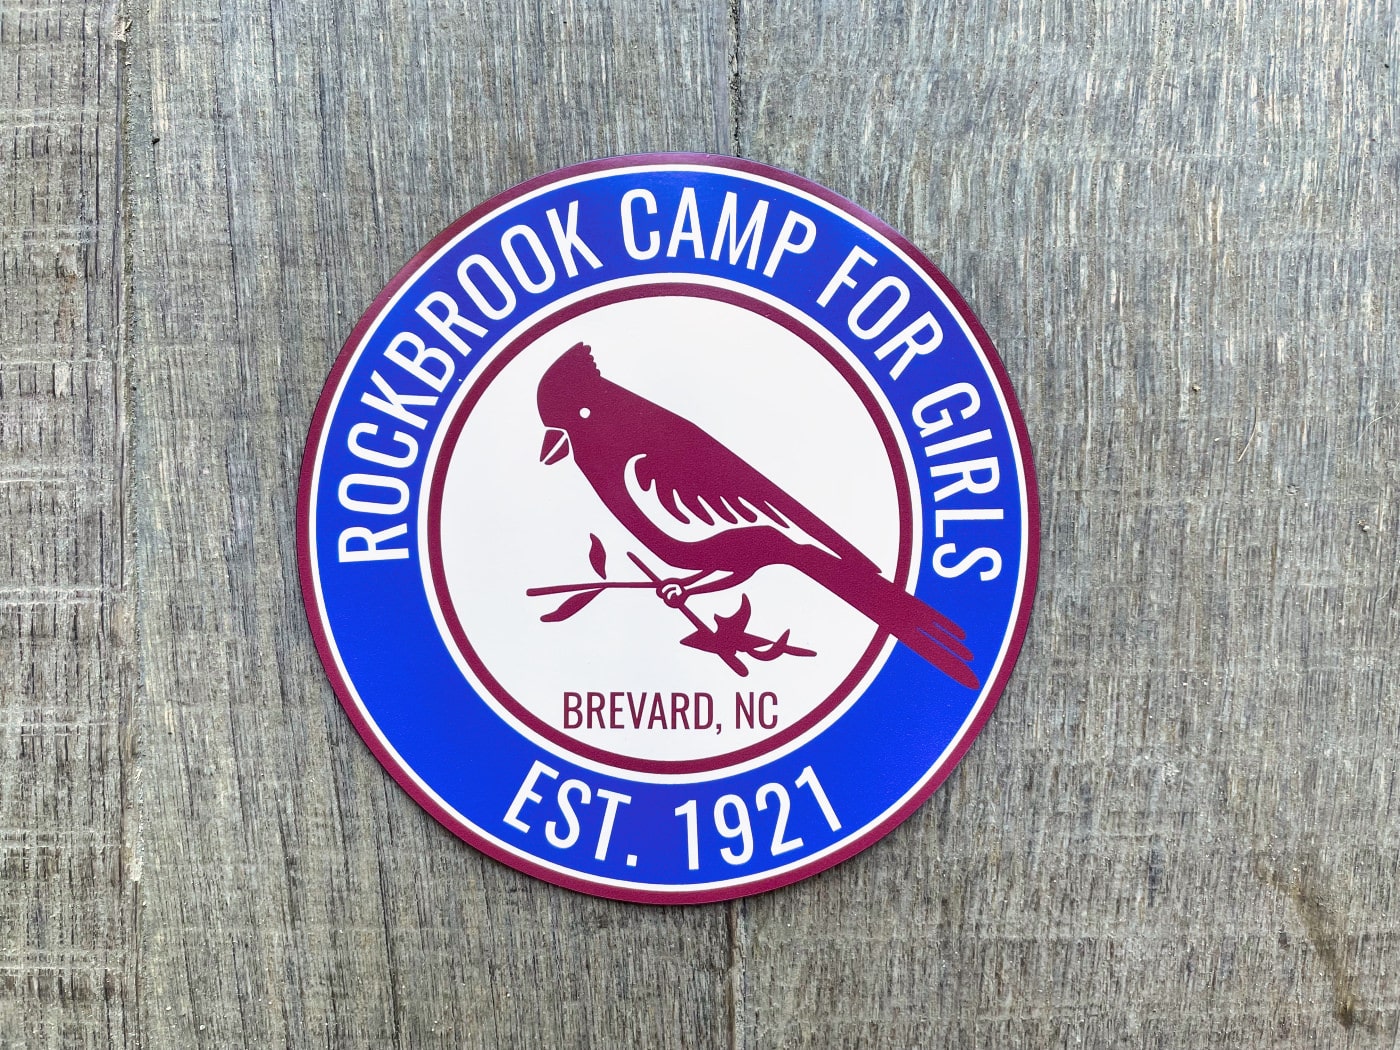 ROCKBROOK CAMP FOR GIRLS
BREVARD, NC
EST. 1921